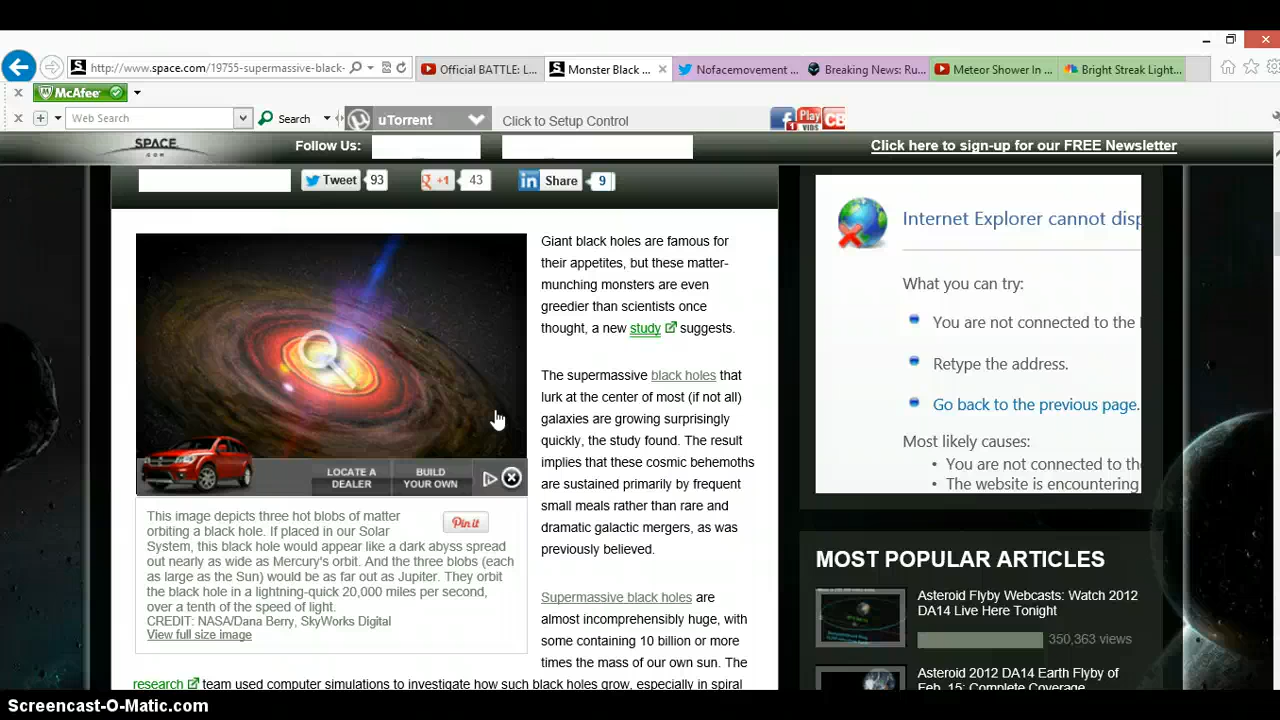 http://www.space.com/19755-supermassive-black-
Official BATTLE: L...
Monster Black ...
Nofacemovement ...
Breaking News: Ru...
Meteor Shower In ...
Bright Streak Light...
McAfee
Web Search
Search
uTorrent
Click to Setup Control
1
Play
VIDS
CB
SPACE
.COM
Follow Us:
Click here to sign-up for our FREE Newsletter
Tweet
93
+1
43
in Share
9
Giant black holes are famous for
their appetites, but these matter-
munching monsters are even
greedier than scientists once
thought, a new study suggests.
The supermassive black holes that
lurk at the center of most (if not all)
galaxies are growing surprisingly
quickly, the study found. The result
implies that these cosmic behemoths
are sustained primarily by frequent
small meals rather than rare and
dramatic galactic mergers, as was
previously believed.
Supermassive black holes are
almost incomprehensibly huge, with
some containing 10 billion or more
times the mass of our own sun. The
research team used computer simulations to investigate how such black holes grow, especially in spiral
LOCATE A
DEALER
BUILD
YOUR OWN
This image depicts three hot blobs of matter
orbiting a black hole. If placed in our Solar
System, this black hole would appear like a dark abyss spread
out nearly as wide as Mercury's orbit. And the three blobs (each
as large as the Sun) would be as far out as Jupiter. They orbit
the black hole in a lightning-quick 20,000 miles per second,
over a tenth of the speed of light.
CREDIT: NASA/Dana Berry, SkyWorks Digital
View full size image
Pin it
Internet Explorer cannot disp
What you can try:
You are not connected to the I
Retype the address.
Go back to the previous page.
Most likely causes:
You are not connected to the
The website is encountering
MOST POPULAR ARTICLES
Asteroid Flyby Webcasts: Watch 2012
DA14 Live Here Tonight
350,363 views
Asteroid 2012 DA14 Earth Flyby of
Feb. 15: Complete Coverage
Screencast-O-Matic.com